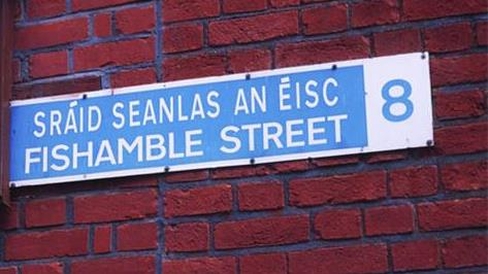 SRÁID SEANLAS AN ÉISC
FISHAMBLE STREET
8